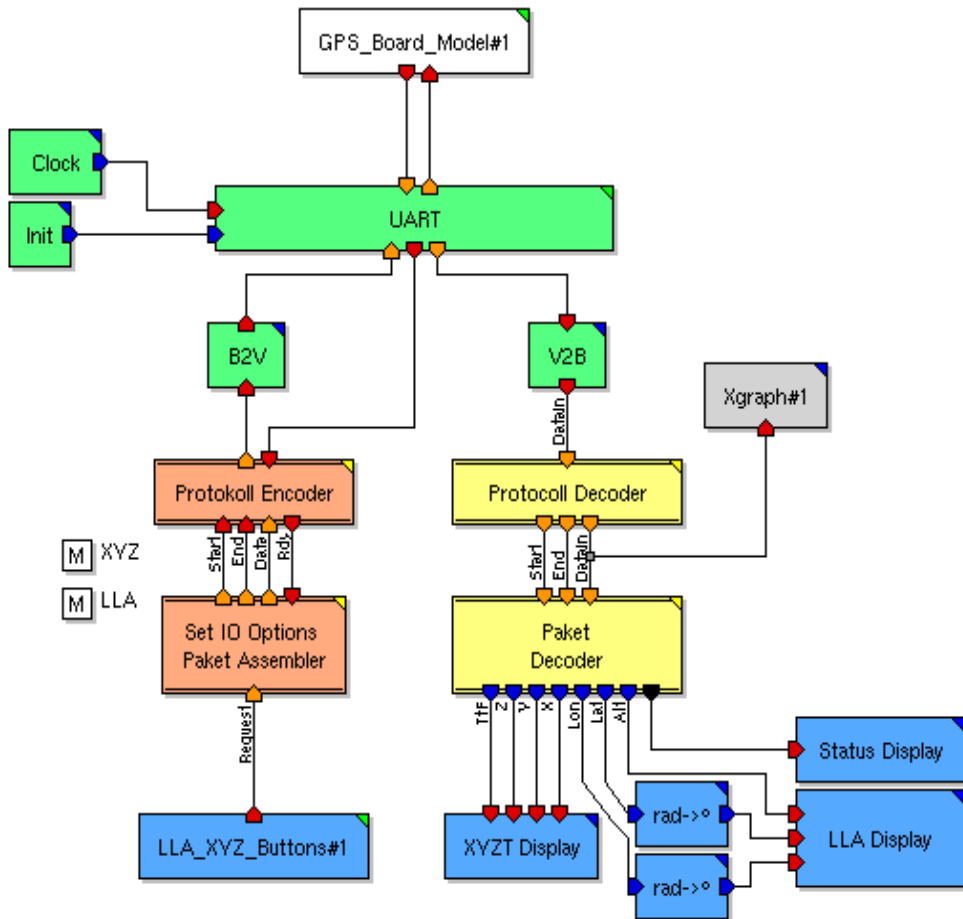 GPS_Board_Model#1
Clock
UART
Init
B2V
V2B
Xgraph#1
DataIn
Protokoll Encoder
Protocoll Decoder
Start
End
Data
Rdy
Start
End
DataIn
M XYZ
M LLA
Set IO Options
Paket Assembler
Paket
Decoder
Request
TfF
Z
Y
X
Lon
Lat
Alt
Status Display
LLA_XYZ_Buttons#1
XYZT Display
rad->°
LLA Display
rad->°